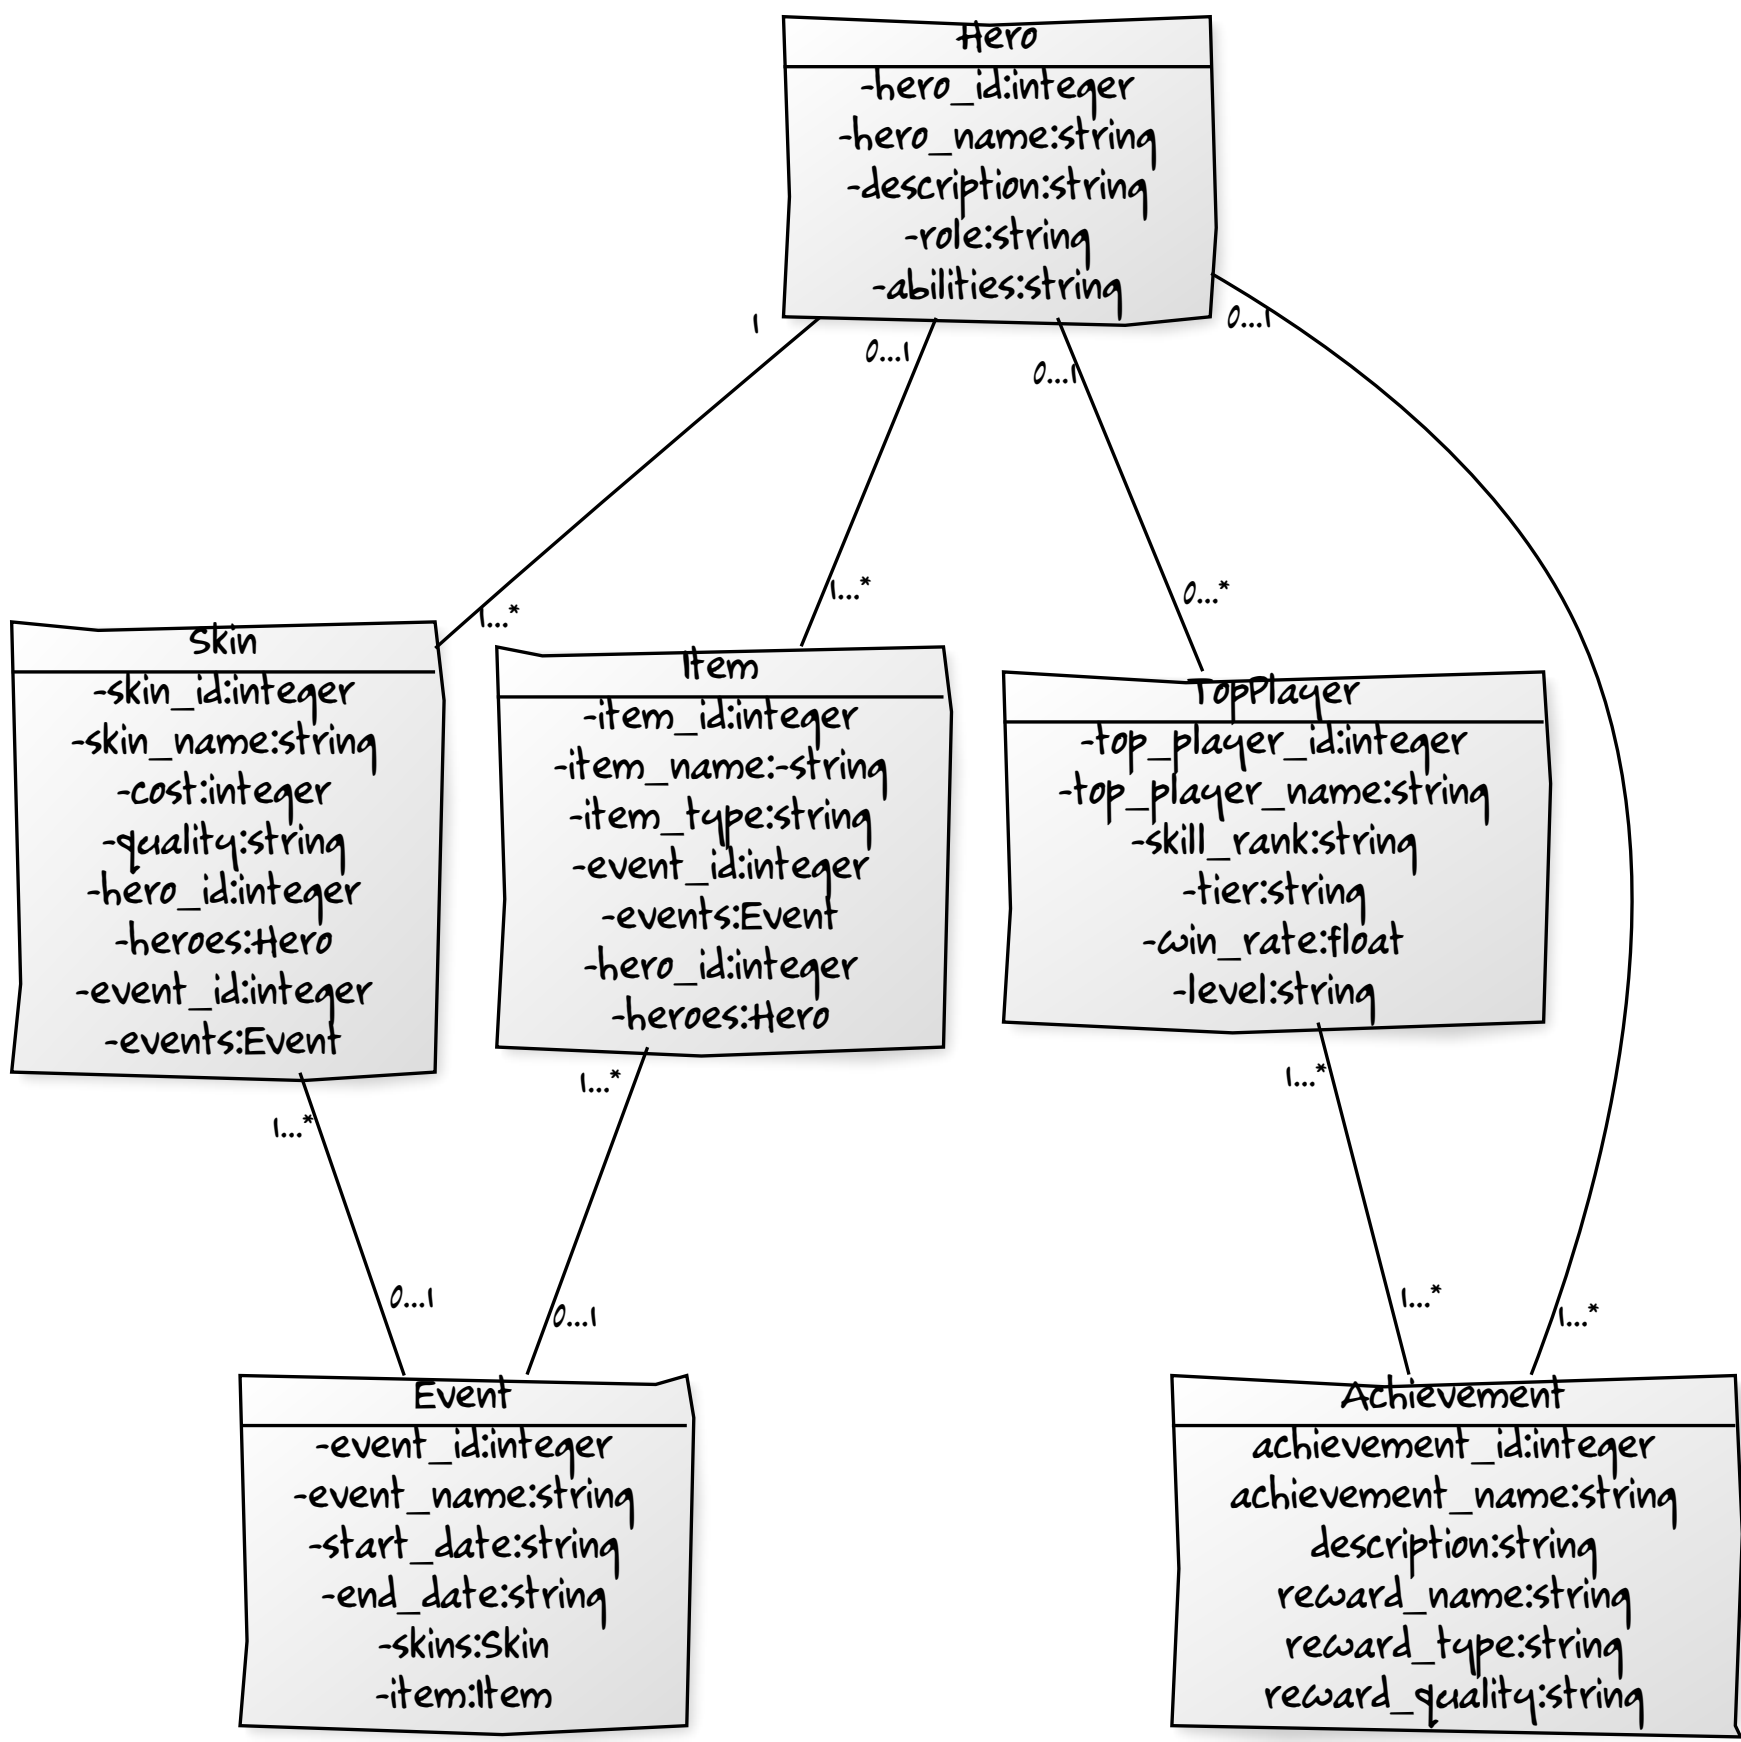 Hero
-hero_id:integer
-hero_name:string
-description:string
-role:string
-abilities:string
1
0...1
0...1
0...1
1...*
1...*
0...*
Skin
-skin_id:integer
-skin_name:string
-cost:integer
-quality:string
-hero_id:integer
-heroes:Hero
-event_id:integer
-events:Event
Item
-item_id:integer
-item_name:-string
-item_type:string
-event_id:integer
-events:Event
-hero_id:integer
-heroes:Hero
TopPlayer
-top_player_id:integer
-top_player_name:string
-skill_rank:string
-tier:string
-win_rate:float
-level:string
1...*
1...*
1...*
0...1
0...1
1...*
1...*
Event
-event_id:integer
-event_name:string
-start_date:string
-end_date:string
-skins:Skin
-item:Item
Achievement
achievement_id:integer
achievement_name:string
description:string
reward_name:string
reward_type:string
reward_quality:string